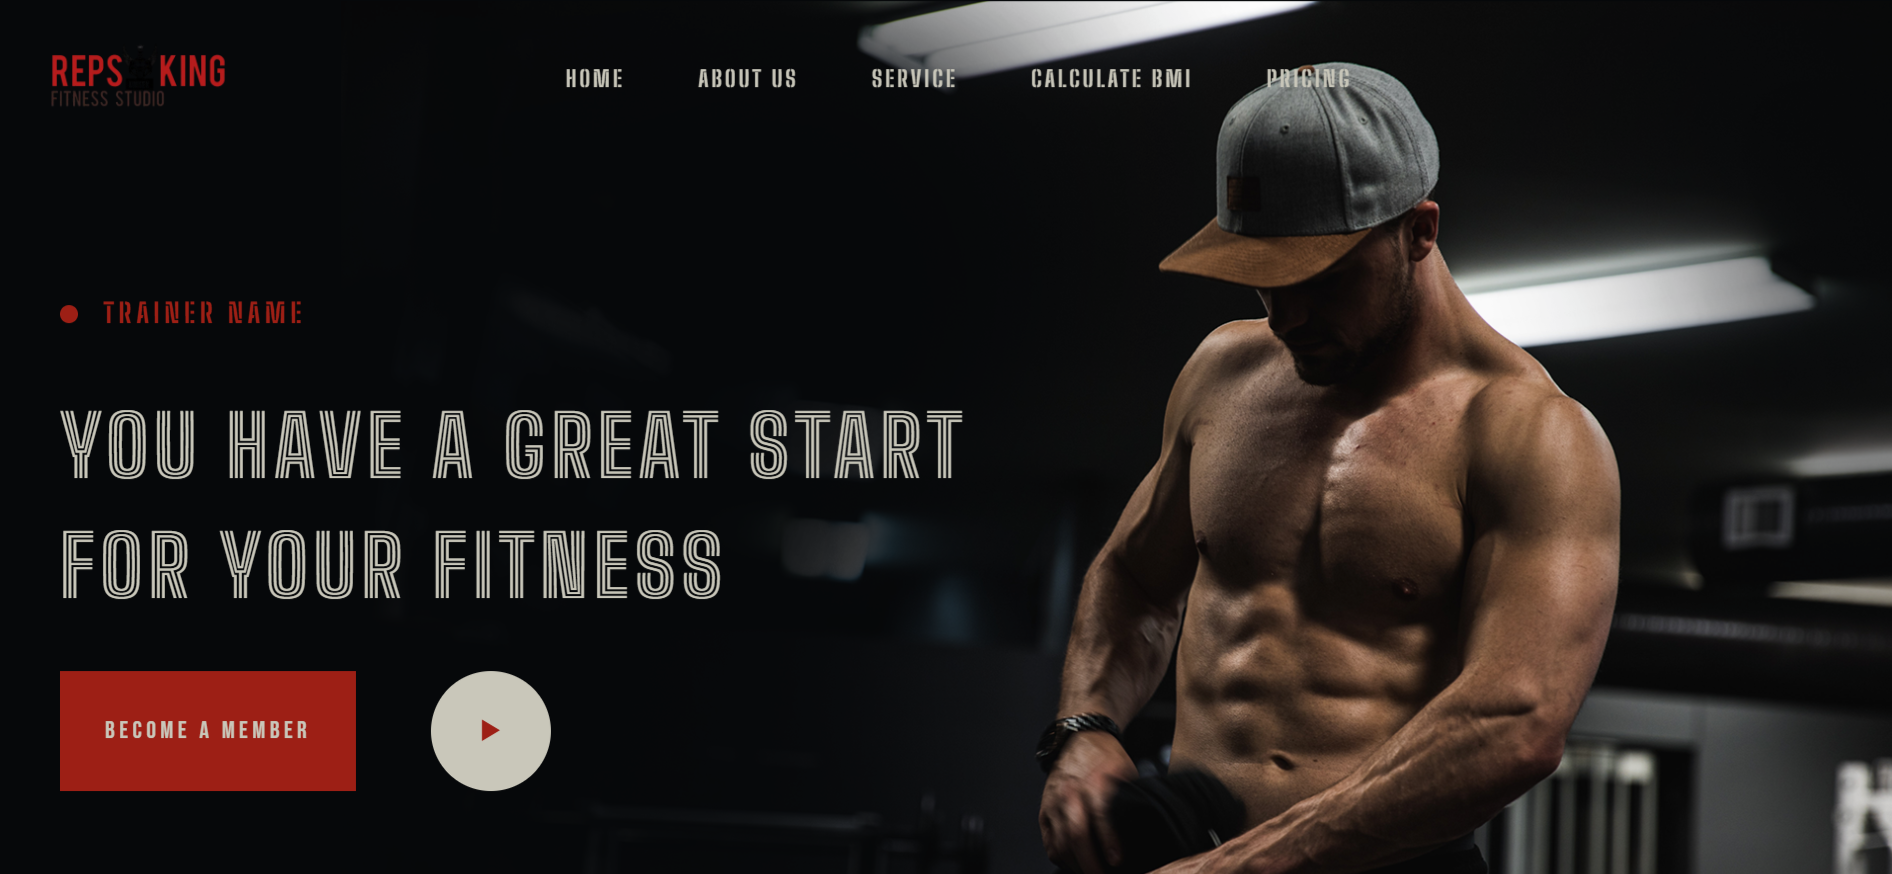 REPS KING
FITNESS STUDIO
HOME
ABOUT US
SERVICE
CALCULATE BMI
PRICING
TRAINER NAME
YOU HAVE A GREAT START
FOR YOUR FITNESS
BECOME A MEMBER